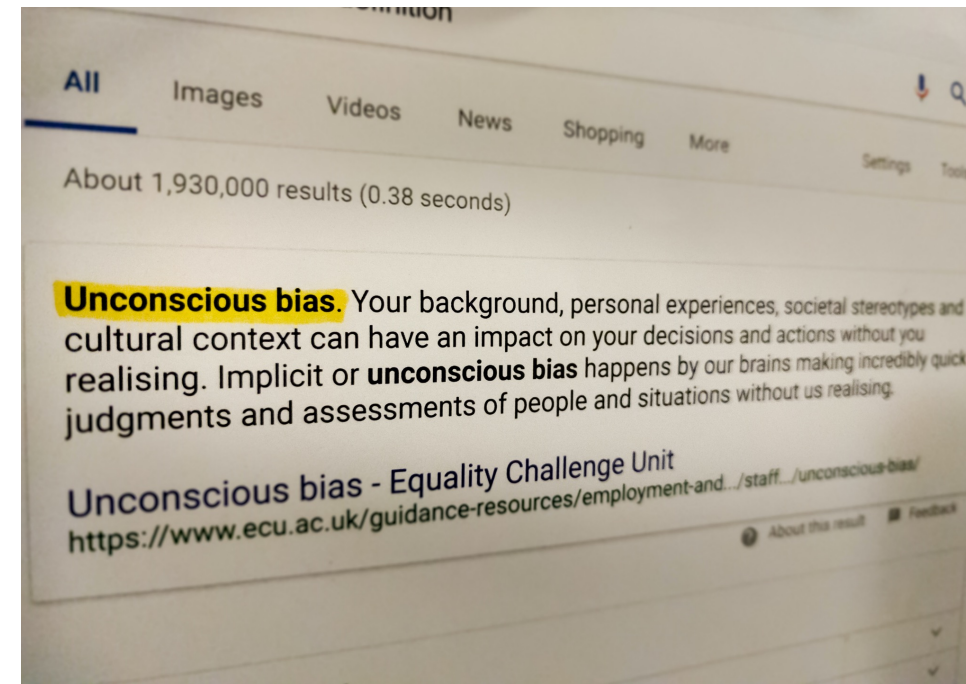 All Images Videos News Shopping More
Settings
About 1,930,000 results (0.38 seconds)
Unconscious bias. Your background, personal experiences, societal stereotypes and
cultural context can have an impact on your decisions and actions without you
realising. Implicit or unconscious bias happens by our brains making incredibly quick
judgments and assessments of people and situations without us realising.
Unconscious bias - Equality Challenge Unit
https://www.ecu.ac.uk/guidance-resources/employment-and.../staff.../unconscious-bias/
About this result Feedback